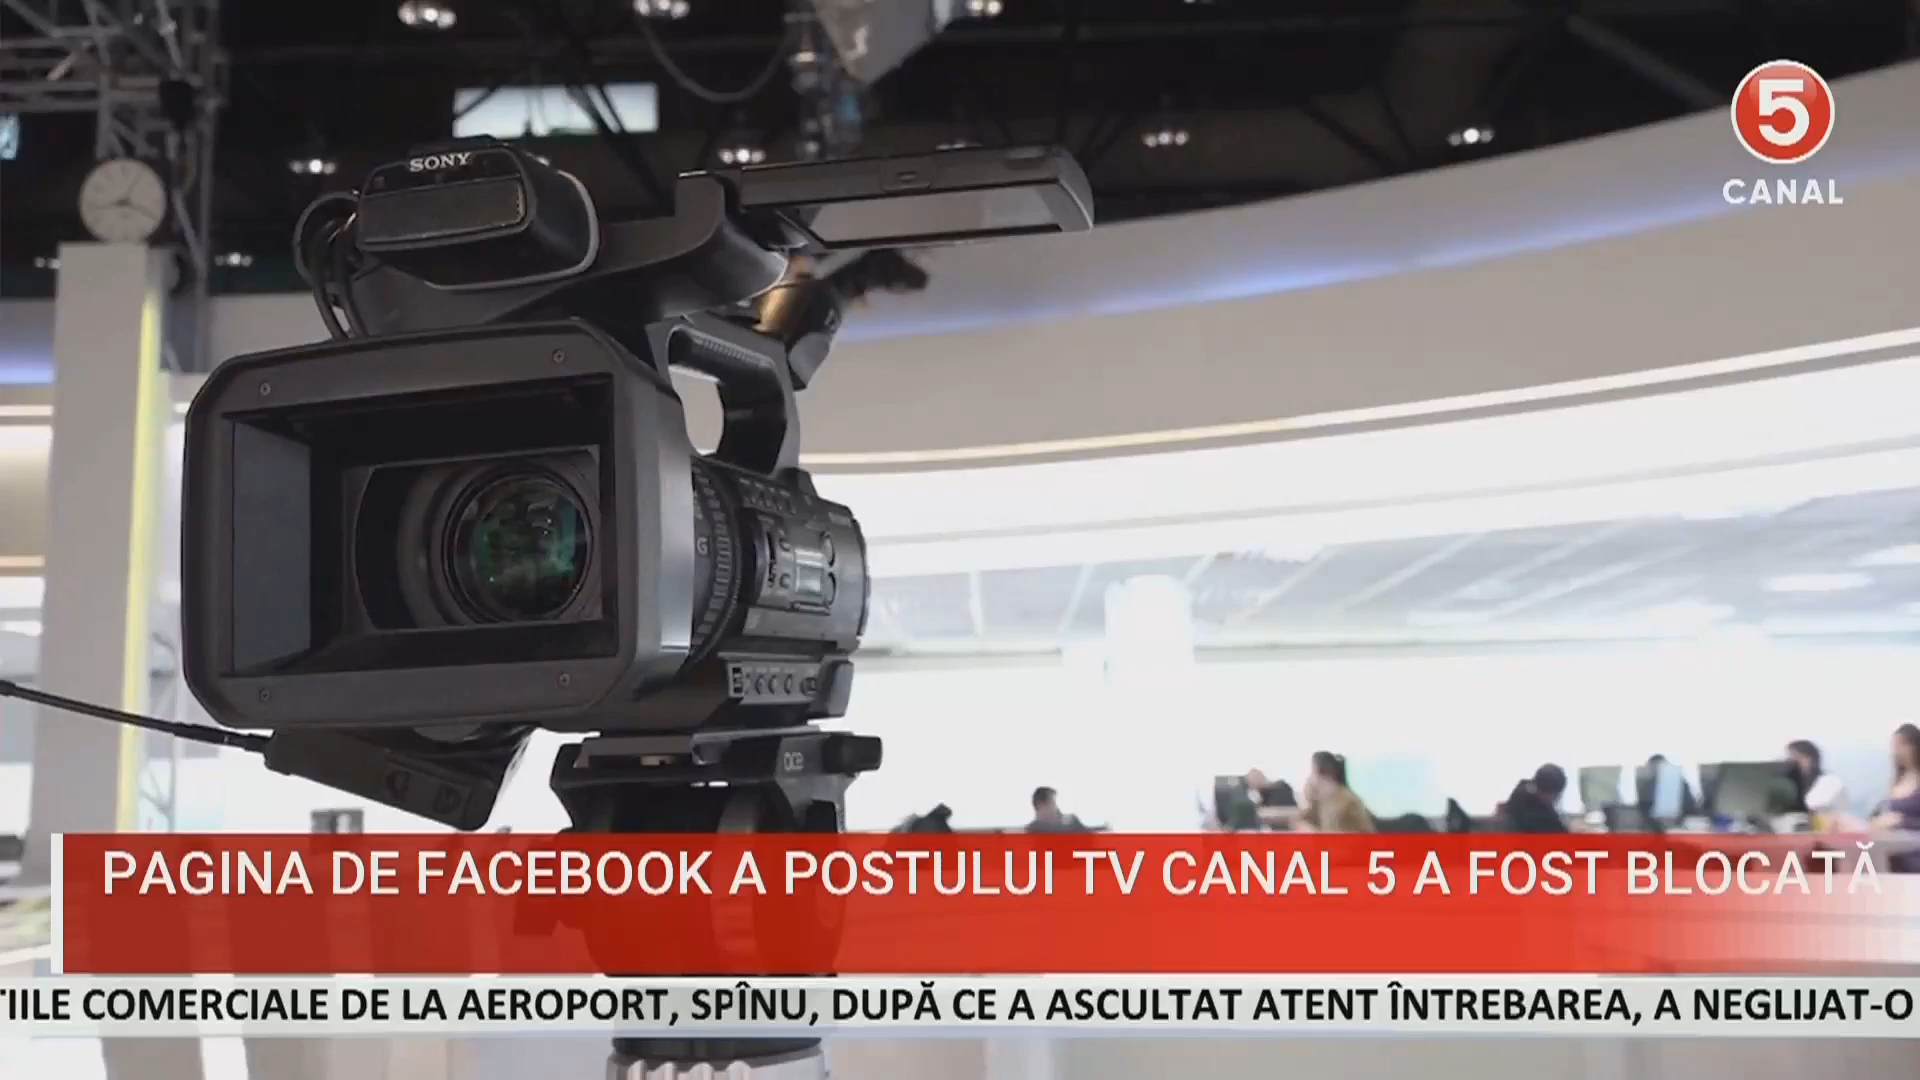 SONY
5
CANAL
G
PAGINA DE FACEBOOK A POSTULUI TV CANAL 5 A FOST BLOCATĂ
COMERCIALE DE LA AEROPORT, SPÎNU, DUPĂ CE A ASCULTAT ATENT ÎNTREBAREA, A NEGLIJAT-O